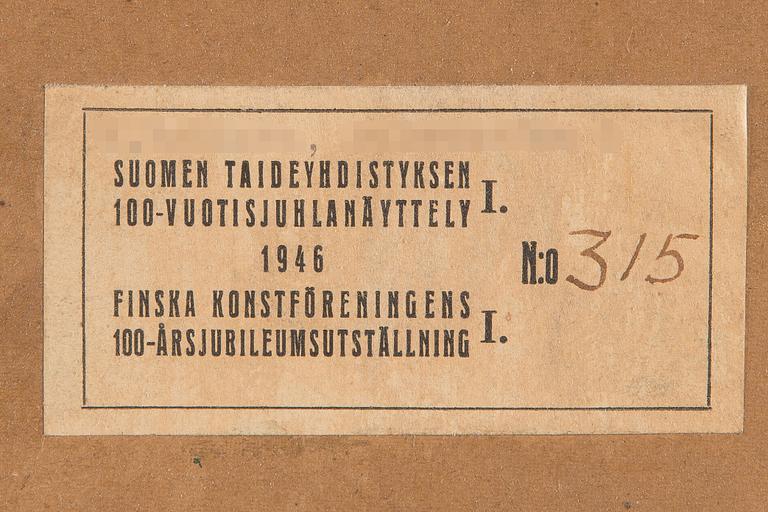 SUOMEN TAIDEYHDISTYKSEN
100-VUOTISJUHLANÄYTTELY I.
1946
N:o 315
FINSKA KONSTFÖRENINGENS
100-ÅRSJUBILEUMSUTSTÄLLNING I.